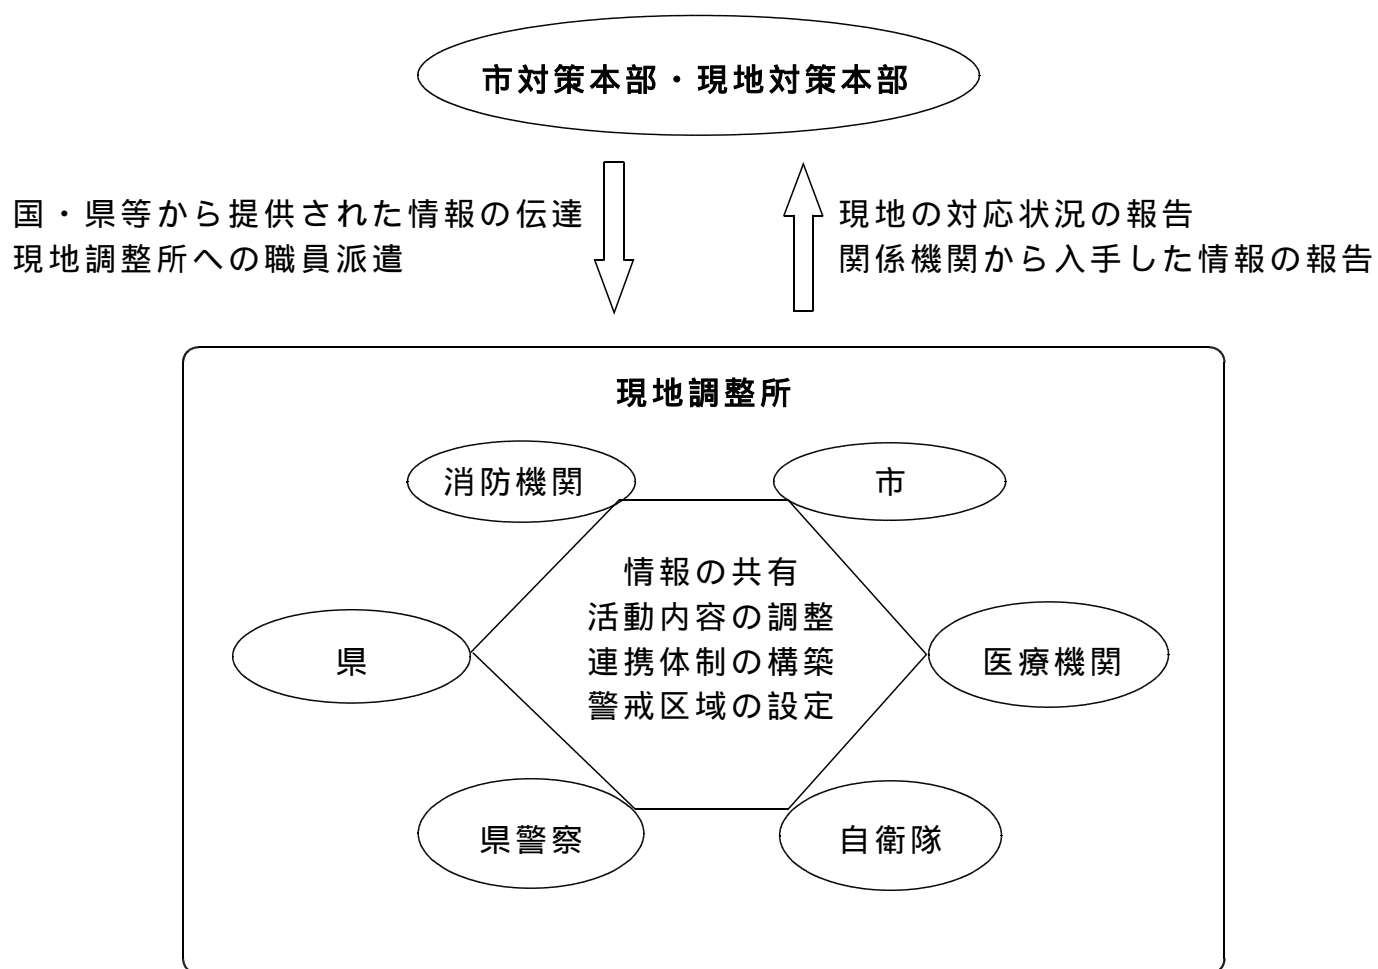 市対策本部・現地対策本部
国・県等から提供された情報の伝達
現地調整所への職員派遣
現地の対応状況の報告
関係機関から入手した情報の報告
現地調整所
消防機関
市
情報の共有
活動内容の調整
連携体制の構築
警戒区域の設定
県
医療機関
県警察
自衛隊